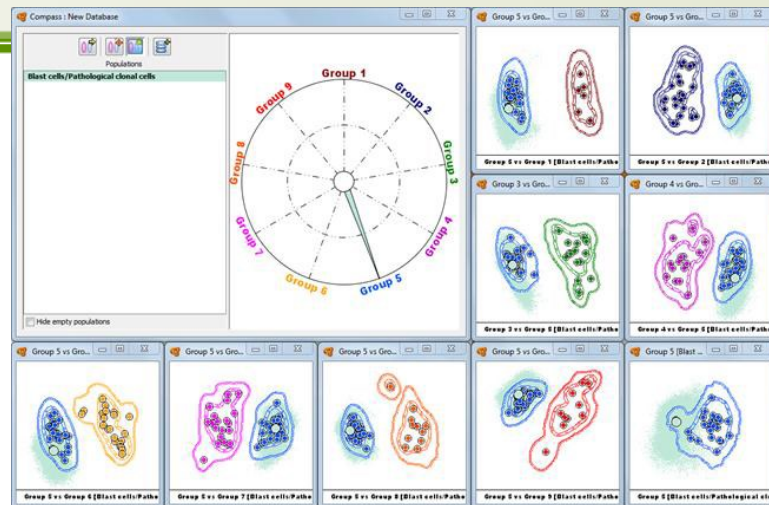 Compass : New Database
Populations
Blast cells/Pathological clonal cells
Hide empty populations
Group 1
Group 2
Group 3
Group 4
Group 5
Group 6
Group 7
Group 8
Group 9
Group 5 vs Gro...
Group 5 vs Group 1 [Blast cells/Patho
Group 5 vs Gro...
Group 5 vs Group 2 [Blast cells/Patho
Group 3 vs Gro...
Group 3 vs Group 5 [Blast cells/Patho
Group 4 vs Gro...
Group 4 vs Group 5 [Blast cells/Patho
Group 5 vs Gro...
Group 5 vs Group 6 [Blast cells/Patho
Group 5 vs Gro...
Group 5 vs Group 7 [Blast cells/Patho
Group 5 vs Gro...
Group 5 vs Group 8 [Blast cells/Patho
Group 5 vs Gro...
Group 5 vs Group 9 [Blast cells/Patho
Group 5 [Blast ...
Group 5 [Blast cells/Pathological clo